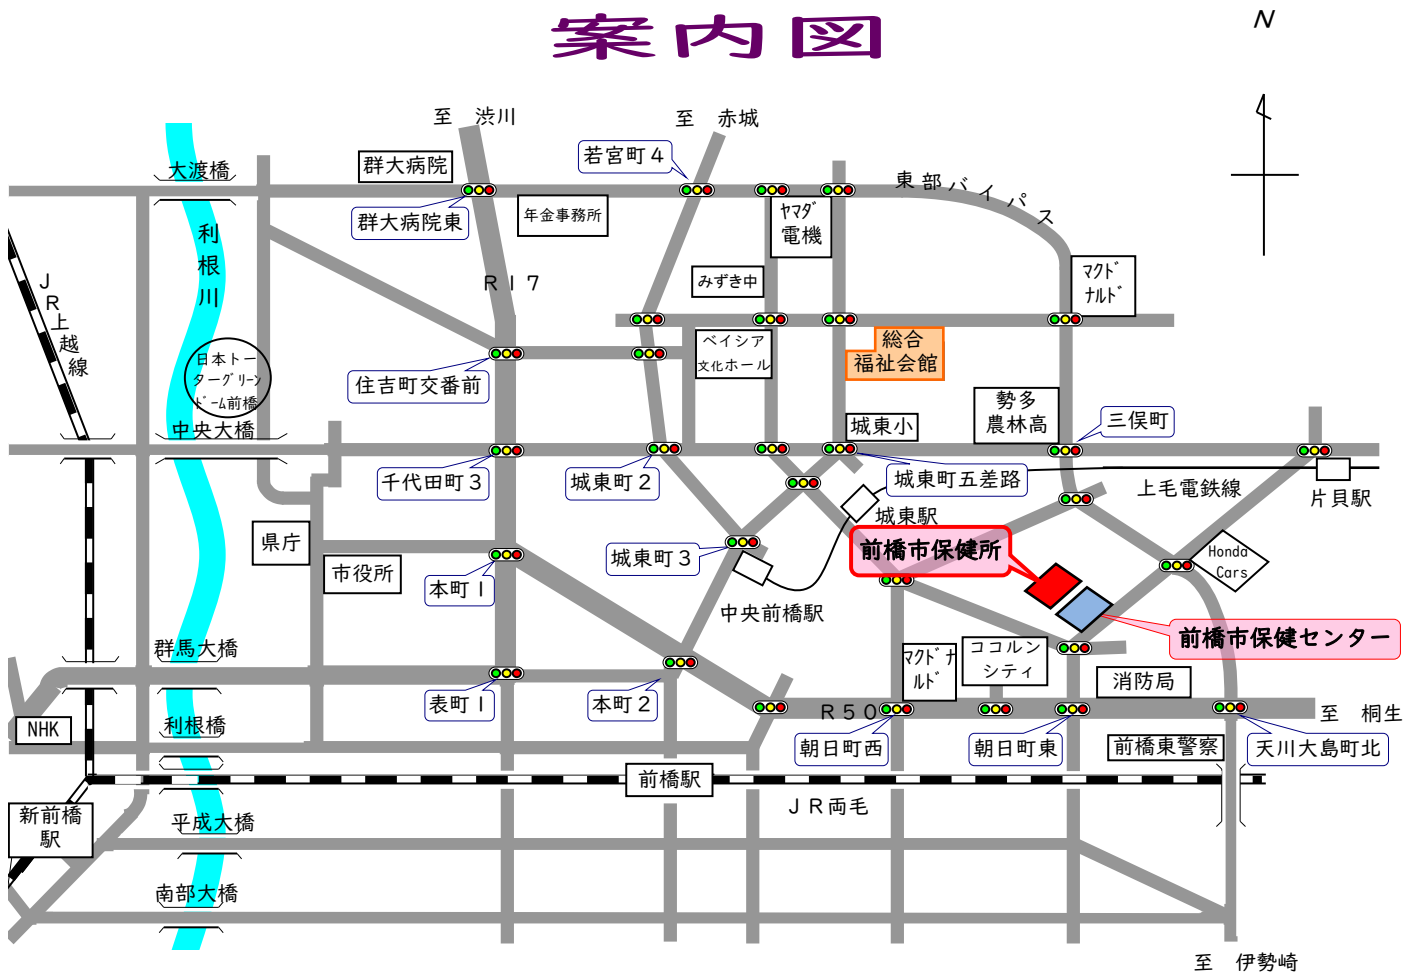 案内図
N
至 渋川
至 赤城
若宮町4
群大病院
大渡橋
東部バイパス
群大病院東
年金事務所
ヤマダ
電機
利根川
JR上越線
R17
みずき中
マクド
ナルド
ベイシア
文化ホール
総合
福祉会館
日本トー
ターグリーン
ドーム前橋
住吉町交番前
勢多
農林高
三俣町
中央大橋
城東小
千代田町3
城東町2
城東町五差路
上毛電鉄線
片貝駅
城東駅
県庁
市役所
城東町3
前橋市保健所
Honda
Cars
本町1
中央前橋駅
前橋市保健センター
群馬大橋
マクドナ
ルド
ココルン
シティ
消防局
表町1
本町2
R50
至 桐生
NHK
利根橋
朝日町西
朝日町東
前橋東警察
天川大島町北
前橋駅
JR両毛
新前橋
駅
平成大橋
南部大橋
至 伊勢崎